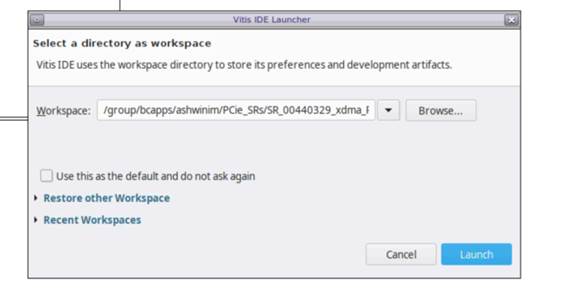 Vitis IDE Launcher
Select a directory as workspace
Vitis IDE uses the workspace directory to store its preferences and development artifacts.
Workspace: /group/bcapps/ashwinim/PCie_SRs/SR_00440329_xdma_F Browse...
Use this as the default and do not ask again
Restore other Workspace
Recent Workspaces
Cancel Launch